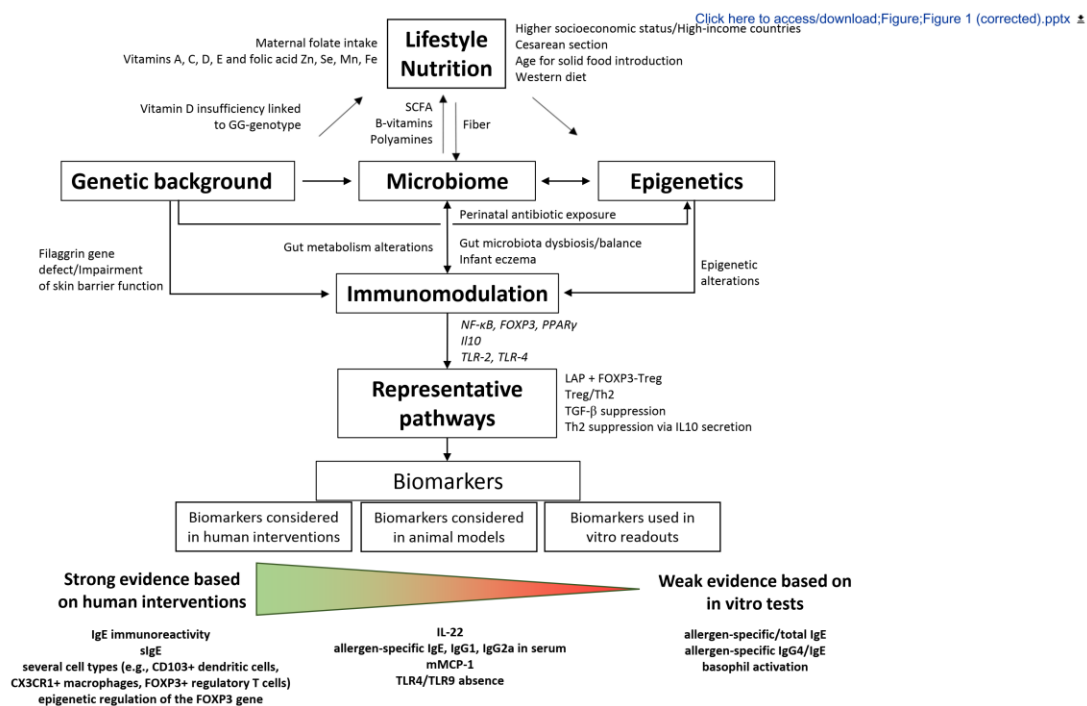 Click here to access/download;Figure;Figure 1 (corrected).pptx
Maternal folate intake
Vitamins A, C, D, E and folic acid Zn, Se, Mn, Fe
Lifestyle
Nutrition
Higher socioeconomic status/High-income countries
Cesarean section
Age for solid food introduction
Western diet
Vitamin D insufficiency linked
to GG-genotype
SCFA
B-vitamins
Polyamines
Fiber
Genetic background
Microbiome
Epigenetics
Perinatal antibiotic exposure
Filaggrin gene
defect/Impairment
of skin barrier function
Gut metabolism alterations
Gut microbiota dysbiosis/balance
Infant eczema
Epigenetic
alterations
Immunomodulation
NF-κB, FOXP3, PPARγ
Il10
TLR-2, TLR-4
Representative
pathways
LAP + FOXP3-Treg
Treg/Th2
TGF-β suppression
Th2 suppression via IL10 secretion
Biomarkers
Biomarkers considered
in human interventions
Biomarkers considered
in animal models
Biomarkers used in
vitro readouts
Strong evidence based
on human interventions
Weak evidence based on
in vitro tests
IgE immunoreactivity
sIgE
several cell types (e.g., CD103+ dendritic cells,
CX3CR1+ macrophages, FOXP3+ regulatory T cells)
epigenetic regulation of the FOXP3 gene
IL-22
allergen-specific IgE, IgG1, IgG2a in serum
mMCP-1
TLR4/TLR9 absence
allergen-specific/total IgE
allergen-specific IgG4/IgE
basophil activation